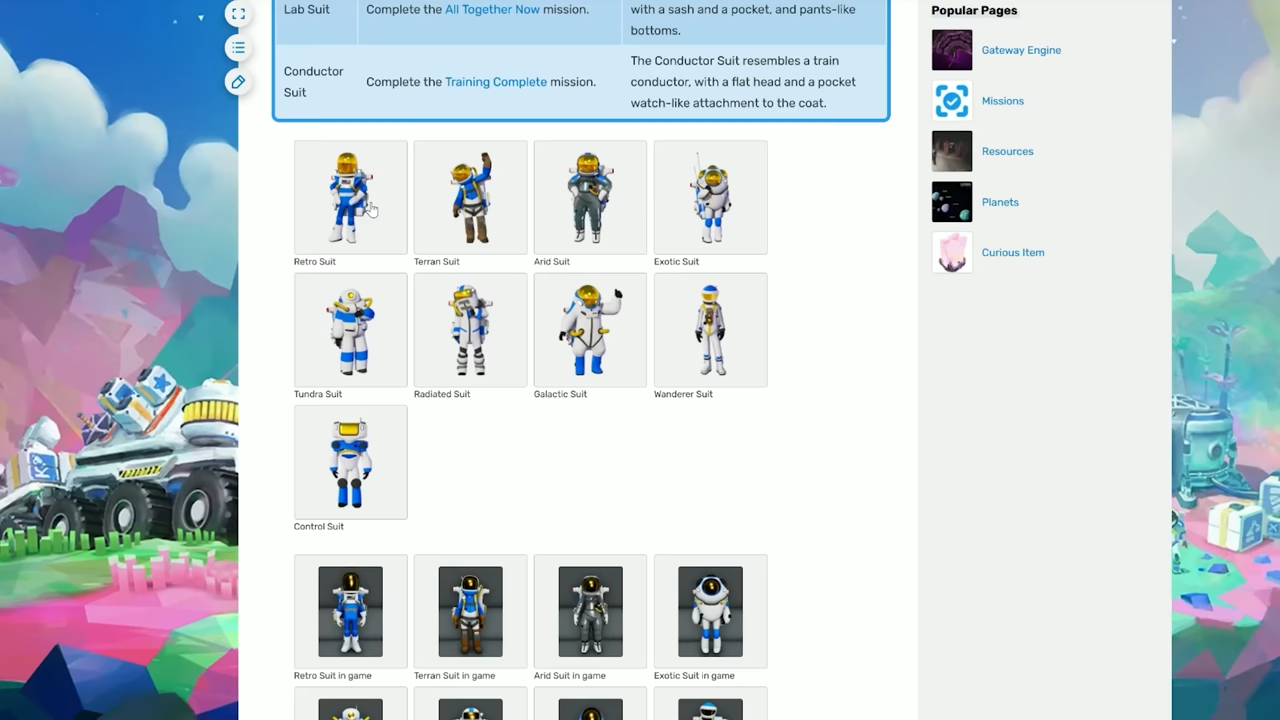 Lab Suit
Complete the All Together Now mission.
with a sash and a pocket, and pants-like
bottoms.
Conductor
Suit
Complete the Training Complete mission.
The Conductor Suit resembles a train
conductor, with a flat head and a pocket
watch-like attachment to the coat.
Retro Suit
Terran Suit
Arid Suit
Exotic Suit
Tundra Suit
Radiated Suit
Galactic Suit
Wanderer Suit
Control Suit
Retro Suit in game
Terran Suit in game
Arid Suit in game
Exotic Suit in game
Popular Pages
Gateway Engine
Missions
Resources
Planets
Curious Item